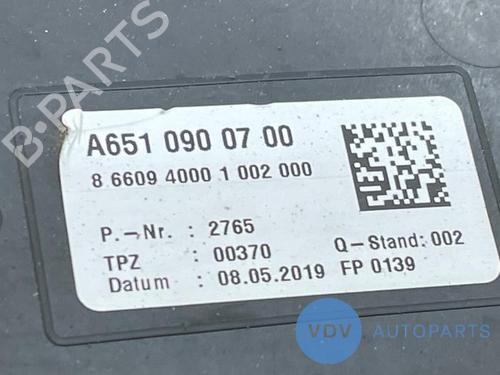 B-PARTS
A651 090 07 00
8 6609 4000 1 002 000
P.-Nr. : 2765
TPZ : 00370 Q-Stand: 002
Datum : 08.05.2019 FP 0139
VDV AUTOPARTS